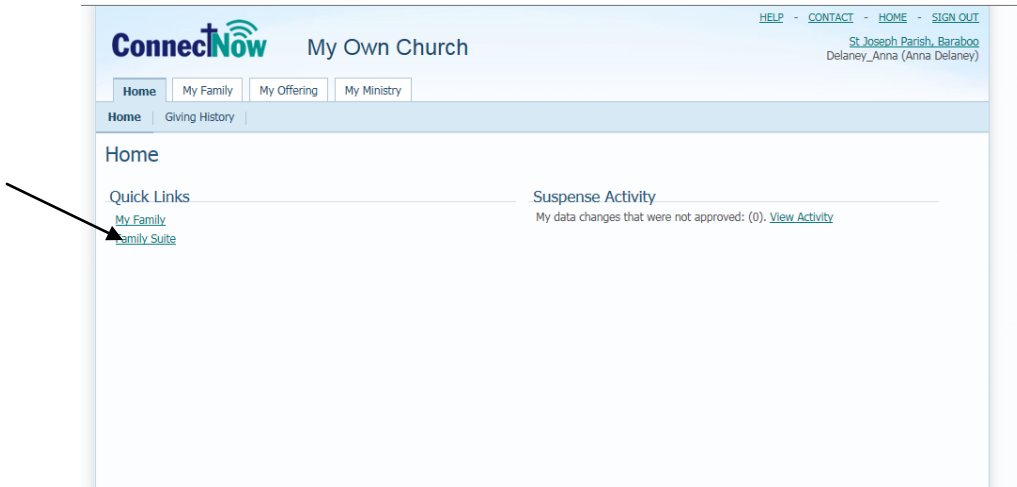 HELP - CONTACT - HOME - SIGN OUT
ConnectNow My Own Church
St Joseph Parish, Baraboo
Delaney_Anna (Anna Delaney)
Home My Family My Offering My Ministry
Home Giving History
Home
Quick Links
My Family
Family Suite
Suspense Activity
My data changes that were not approved: (0). View Activity